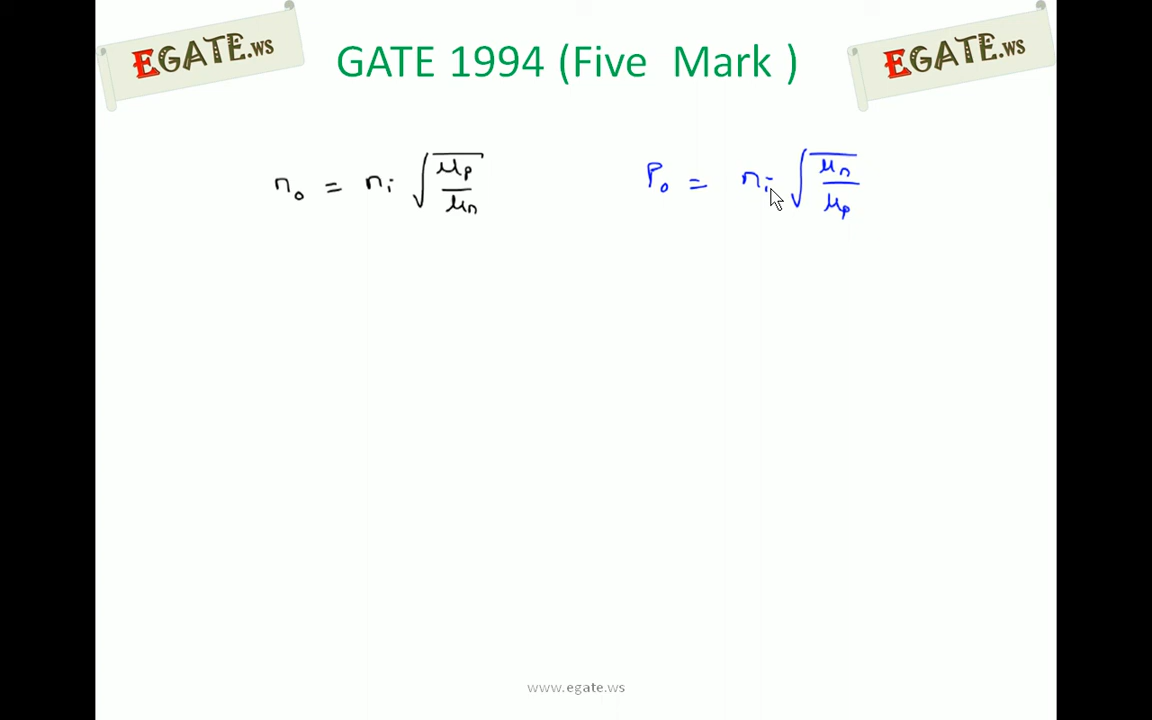 EGATE.ws
GATE 1994 (Five Mark )
EGATE.ws
n₀ = nᵢ √(μp/μn)
P₀ = nᵢ √(μn/μp)
www.egate.ws